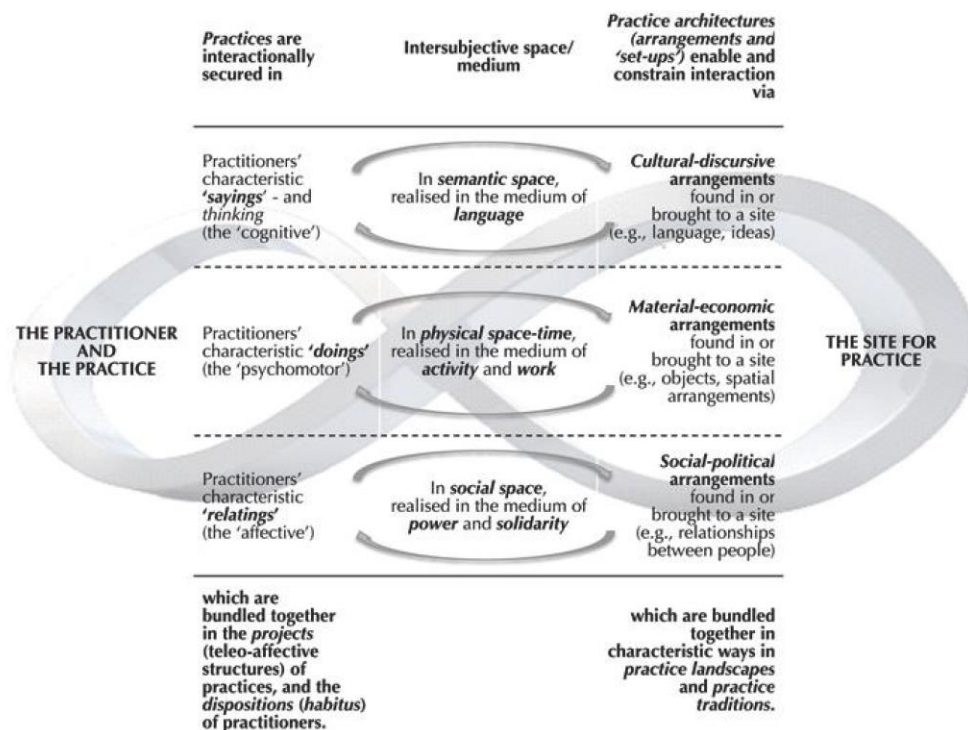 Practices are
interactionally
secured in
Intersubjective space/
medium
Practice architectures
(arrangements and
‘set-ups’) enable and
constrain interaction
via
Practitioners’
characteristic
‘sayings’ - and
thinking
(the ‘cognitive’)
In semantic space,
realised in the medium of
language
Cultural-discursive
arrangements
found in or
brought to a site
(e.g., language, ideas)
THE PRACTITIONER
AND
THE PRACTICE
Practitioners’
characteristic ‘doings’
(the ‘psychomotor’)
In physical space-time,
realised in the medium of
activity and work
Material-economic
arrangements
found in or
brought to a site
(e.g., objects, spatial
arrangements)
THE SITE FOR
PRACTICE
Practitioners’
characteristic
‘relatings’
(the ‘affective’)
In social space,
realised in the medium of
power and solidarity
Social-political
arrangements
found in or
brought to a site
(e.g., relationships
between people)
which are
bundled together
in the projects
(teleo-affective
structures) of
practices, and the
dispositions (habitus)
of practitioners.
which are bundled
together in
characteristic ways in
practice landscapes
and practice
traditions.